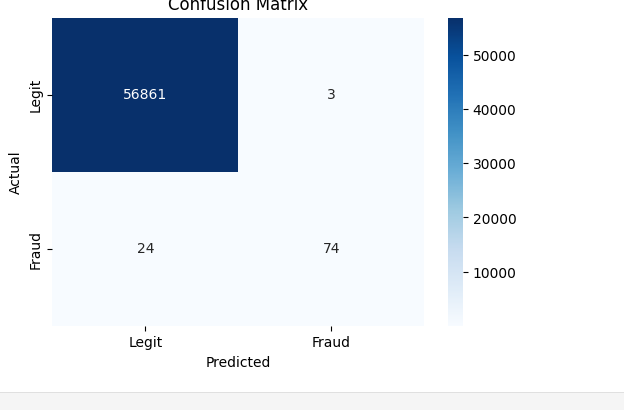 Confusion Matrix
Legit
56861
3
Actual
Fraud
24
74
Legit
Fraud
Predicted
50000
40000
30000
20000
10000